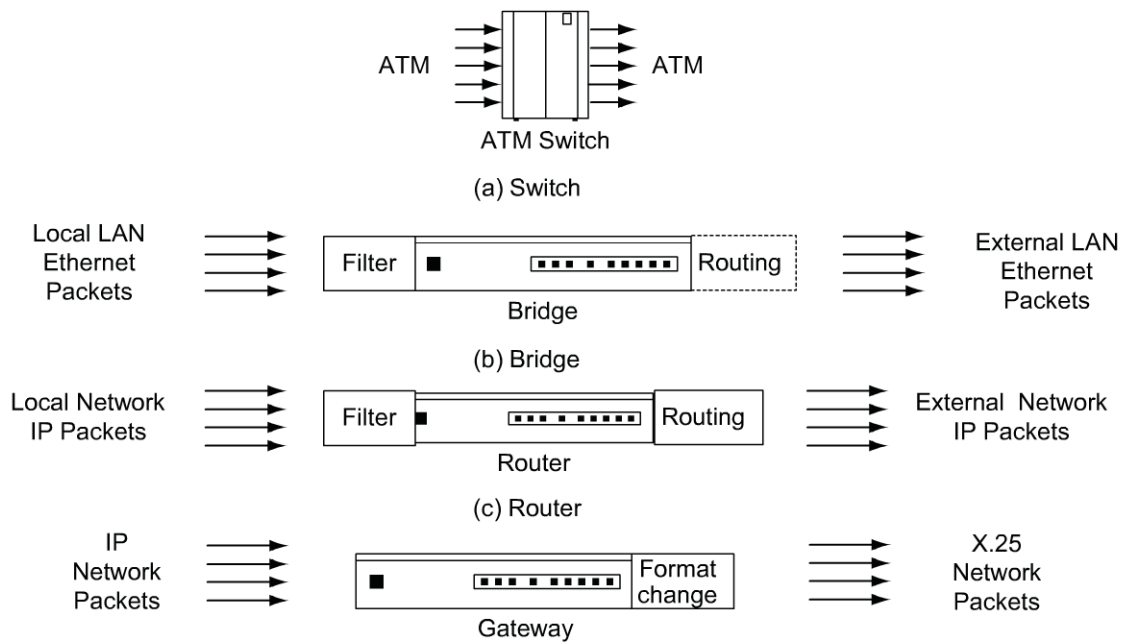 ATM
ATM
ATM Switch
(a) Switch
Local LAN
Ethernet
Packets
Filter
Routing
External LAN
Ethernet
Packets
Bridge
(b) Bridge
Local Network
IP Packets
Filter
Routing
External Network
IP Packets
Router
(c) Router
IP
Network
Packets
Format
change
X.25
Network
Packets
Gateway